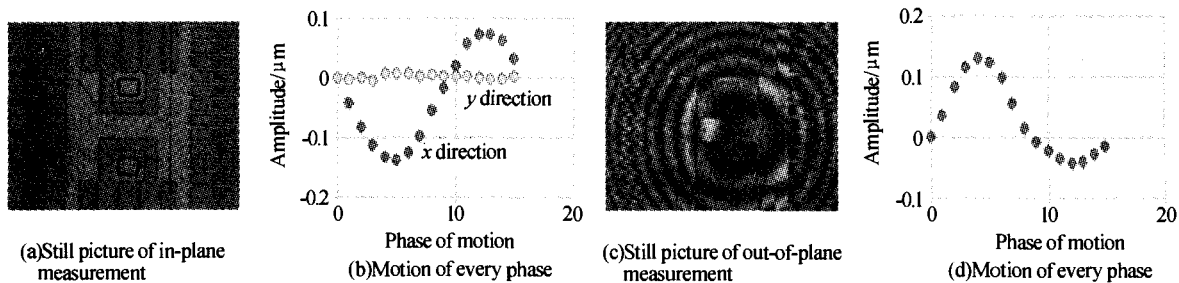 (a)Still picture of in-plane
measurement
Amplitude/μm
0.1
0
-0.1
-0.2
y direction
x direction
0
10
20
Phase of motion
(b)Motion of every phase
(c)Still picture of out-of-plane
measurement
Amplitude/μm
0.2
0.1
0
-0.1
0
10
20
Phase of motion
(d)Motion of every phase